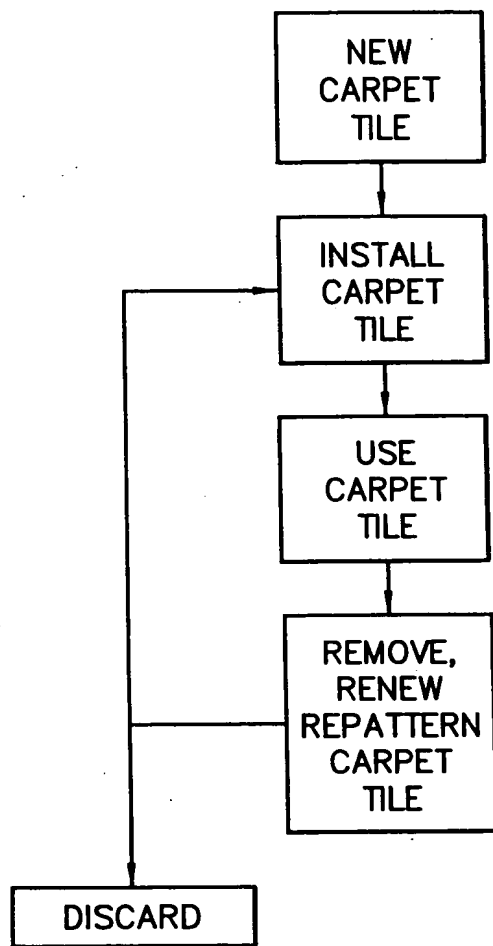 NEW
CARPET
TILE
INSTALL
CARPET
TILE
USE
CARPET
TILE
REMOVE,
RENEW
REPATTERN
CARPET
TILE
DISCARD